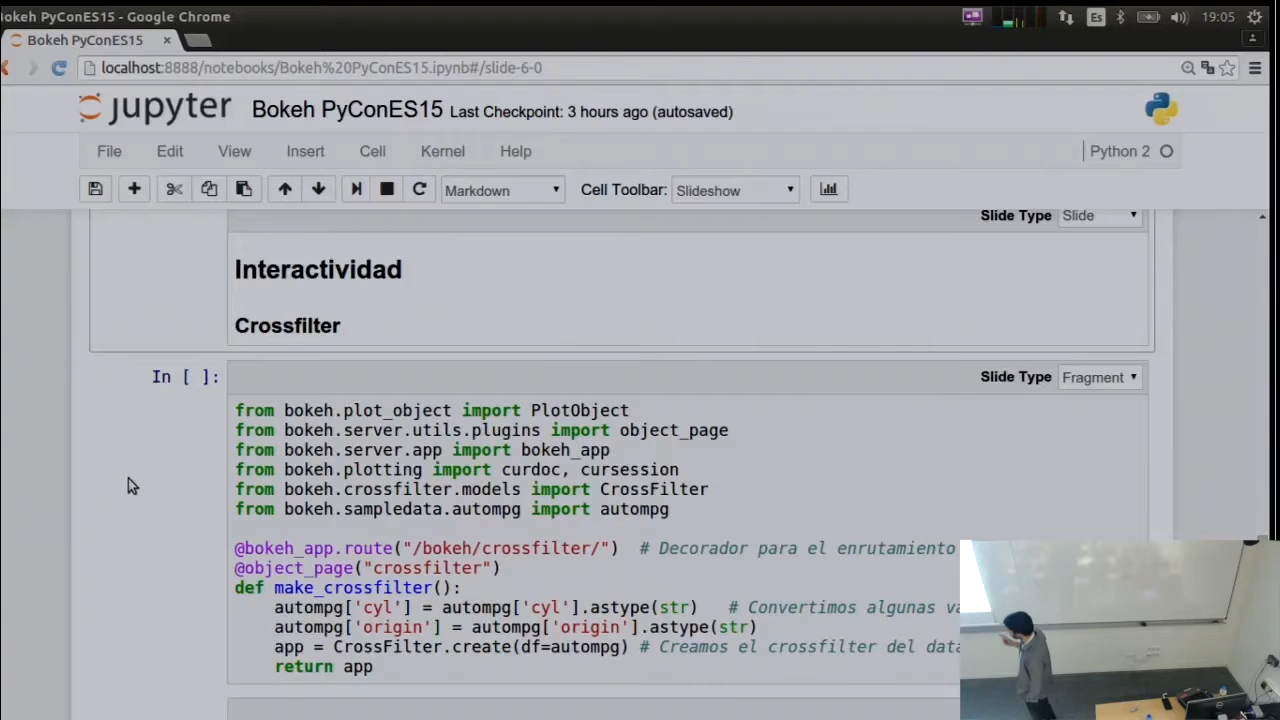 okeh PyConES15 - Google Chrome
Es
19:05
Bokeh PyConES15 ×
localhost:8888/notebooks/Bokeh%20PyConES15.ipynb#/slide-6-0
jupyter Bokeh PyConES15 Last Checkpoint: 3 hours ago (autosaved)
File Edit View Insert Cell Kernel Help
Python 2
Markdown Cell Toolbar: Slideshow
Slide Type Slide
Interactividad
Crossfilter
In [ ]:
Slide Type Fragment
from bokeh.plot_object import PlotObject
from bokeh.server.utils.plugins import object_page
from bokeh.server.app import bokeh_app
from bokeh.plotting import curdoc, cursession
from bokeh.crossfilter.models import CrossFilter
from bokeh.sampledata.autompg import autompg
@bokeh_app.route("/bokeh/crossfilter/") # Decorador para el enrutamiento
@object_page("crossfilter")
def make_crossfilter():
autompg['cyl'] = autompg['cyl'].astype(str) # Convertimos algunas va
autompg['origin'] = autompg['origin'].astype(str)
app = CrossFilter.create(df=autompg) # Creamos el crossfilter del data
return app